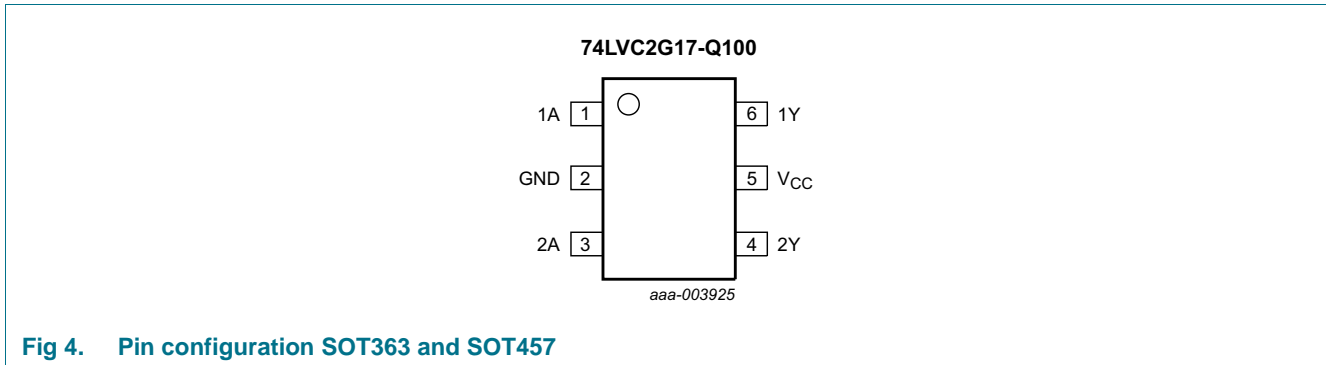 74LVC2G17-Q100
1A 1 6 1Y
GND 2 5 VCC
2A 3 4 2Y
aaa-003925
Fig 4. Pin configuration SOT363 and SOT457